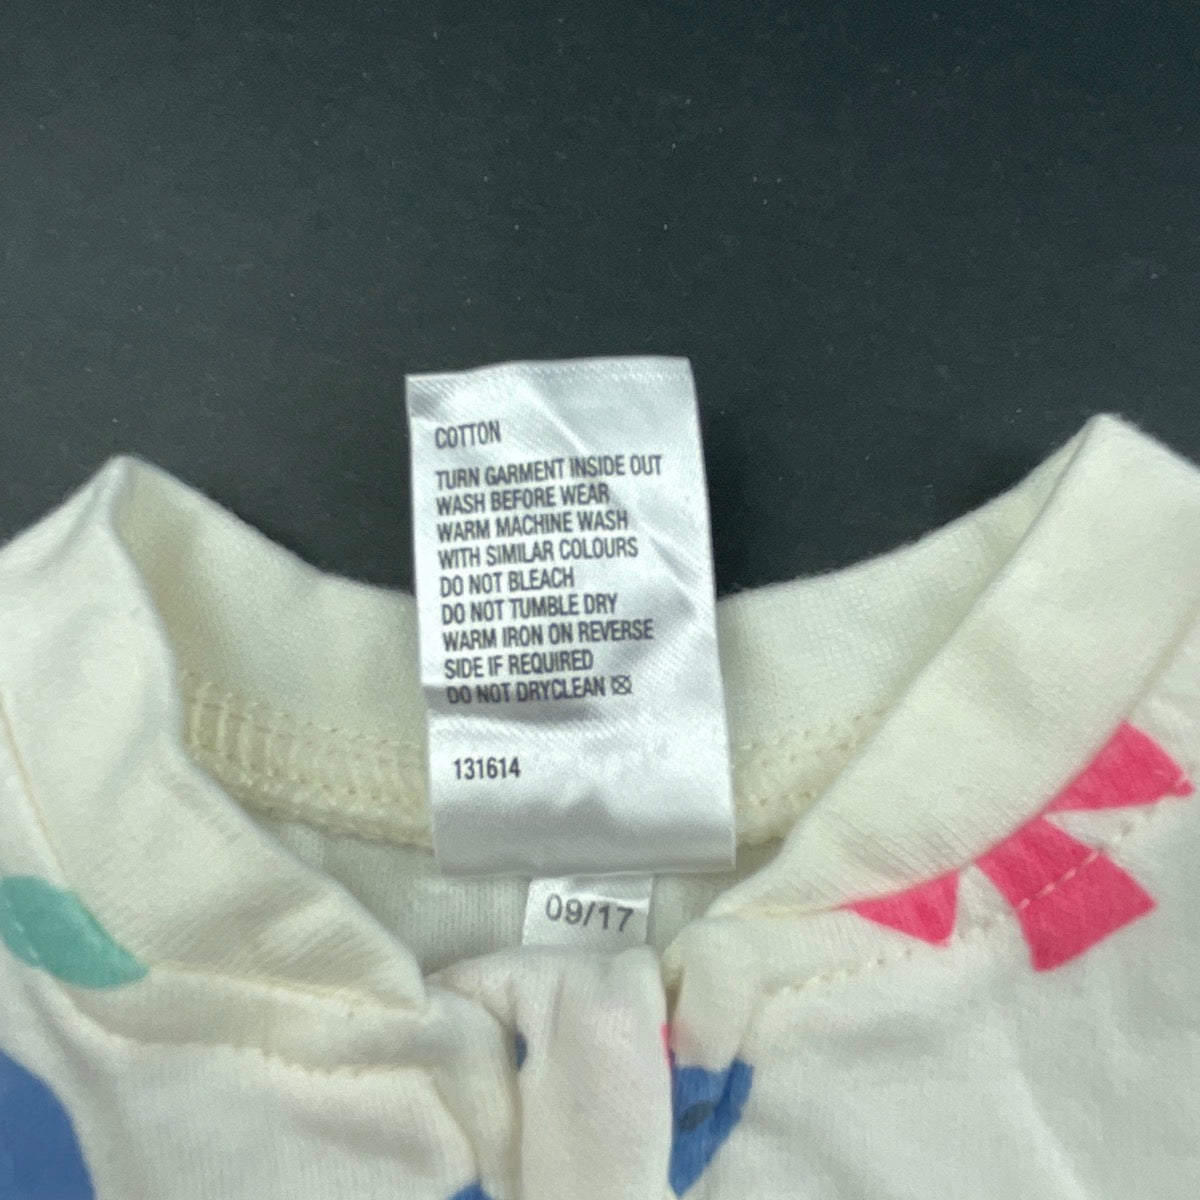 COTTON
TURN GARMENT INSIDE OUT
WASH BEFORE WEAR
WARM MACHINE WASH
WITH SIMILAR COLOURS
DO NOT BLEACH
DO NOT TUMBLE DRY
WARM IRON ON REVERSE
SIDE IF REQUIRED
DO NOT DRYCLEAN
131614
09/17